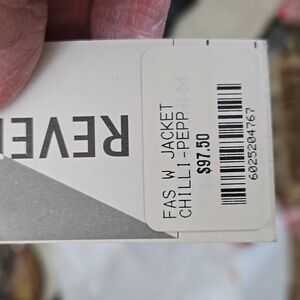 FAS W JACKET
CHILLI-PEPP
$97.50
6025204767
REVE